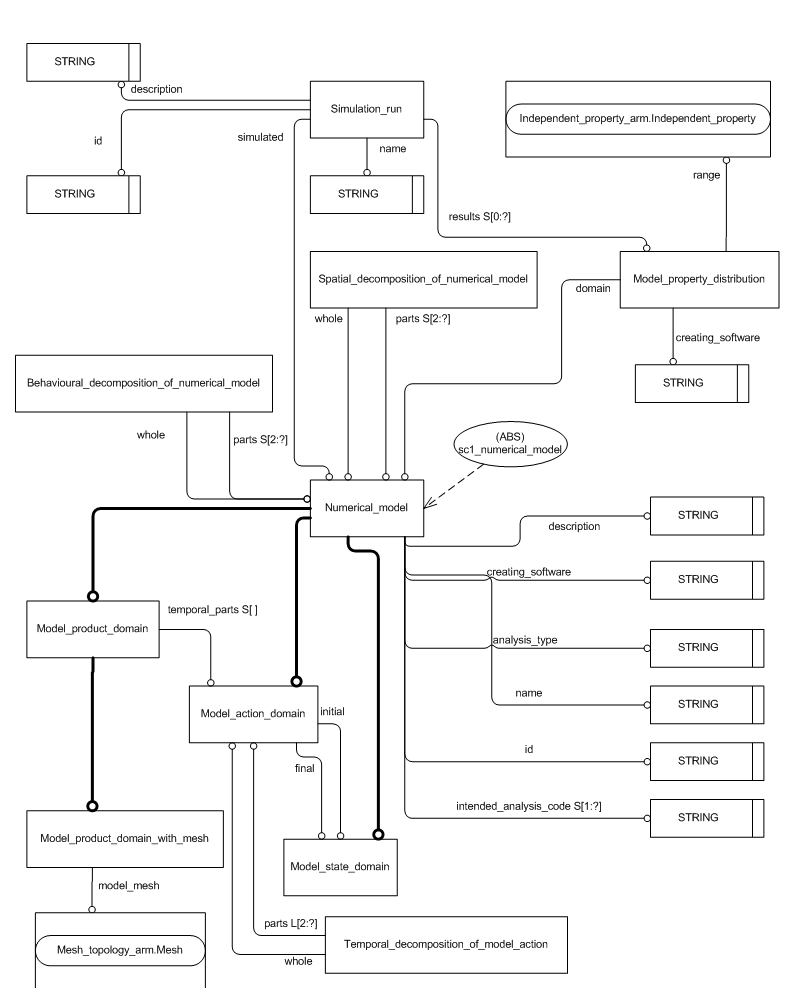 STRING
description
Simulation_run
Independent_property_arm.Independent_property
simulated
id
name
range
STRING
STRING
results S[0:?]
Spatial_decomposition_of_numerical_model
Model_property_distribution
domain
whole
parts S[2:?]
creating_software
Behavioural_decomposition_of_numerical_model
STRING
whole
parts S[2:?]
(ABS)
sc1_numerical_model
Numerical_model
STRING
description
creating_software
STRING
temporal_parts S[ ]
Model_product_domain
analysis_type
STRING
name
STRING
Model_action_domain
initial
final
id
STRING
intended_analysis_code S[1:?]
STRING
Model_product_domain_with_mesh
Model_state_domain
model_mesh
parts L[2:?]
Temporal_decomposition_of_model_action
Mesh_topology_arm.Mesh
whole